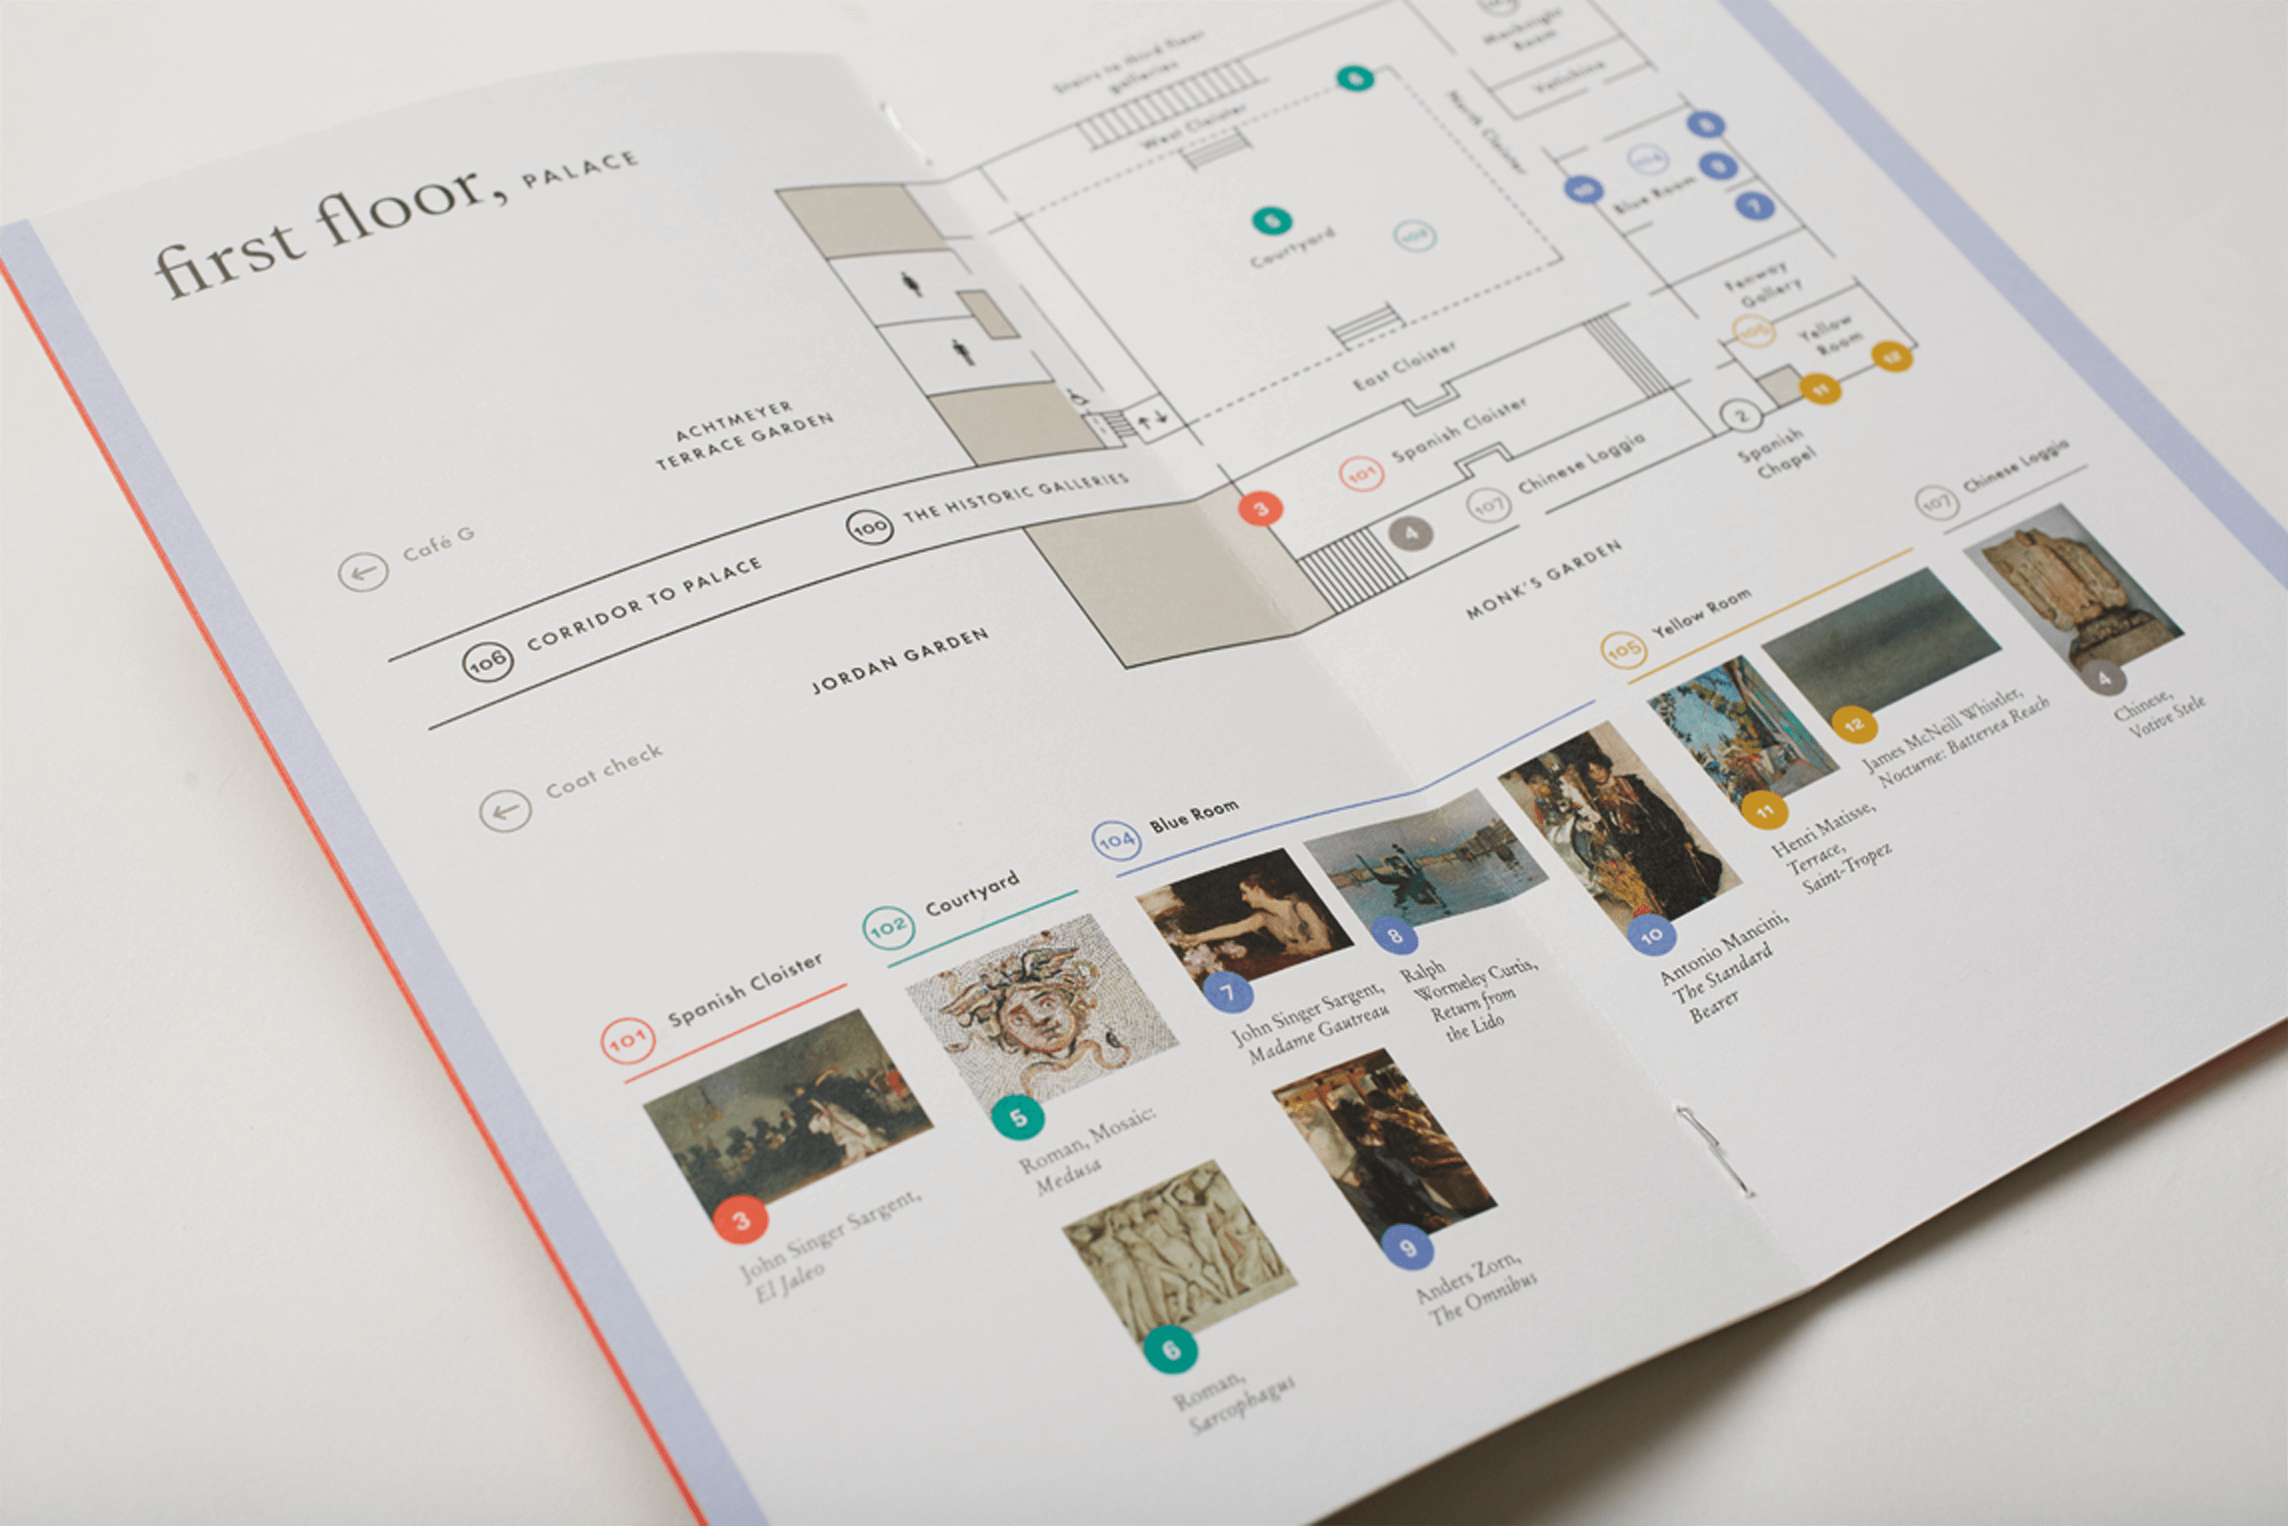 first floor, PALACE
Stairs to third floor
galleries
West Cloister
6
North Cloister
Macknight
Room
Vatichino
8
104
9
10
Blue Room
7
5
Courtyard
102
Fenway
Gallery
105
Yellow
Room
12
11
East Cloister
2
Spanish
Chapel
101
Spanish Cloister
107
Chinese Loggia
3
4
MONK'S GARDEN
ACHTMEYER
TERRACE GARDEN
100
THE HISTORIC GALLERIES
← Café G
106
CORRIDOR TO PALACE
JORDAN GARDEN
← Coat check
101
Spanish Cloister
3
John Singer Sargent,
El Jaleo
102
Courtyard
5
Roman, Mosaic:
Medusa
6
Roman,
Sarcophagus
104
Blue Room
7
John Singer Sargent,
Madame Gautreau
8
Ralph
Wormeley Curtis,
Return from
the Lido
9
Anders Zorn,
The Omnibus
10
Antonio Mancini,
The Standard
Bearer
105
Yellow Room
11
Henri Matisse,
Terrace,
Saint-Tropez
12
James McNeill Whistler,
Nocturne: Battersea Reach
107
Chinese Loggia
4
Chinese,
Votive Stele